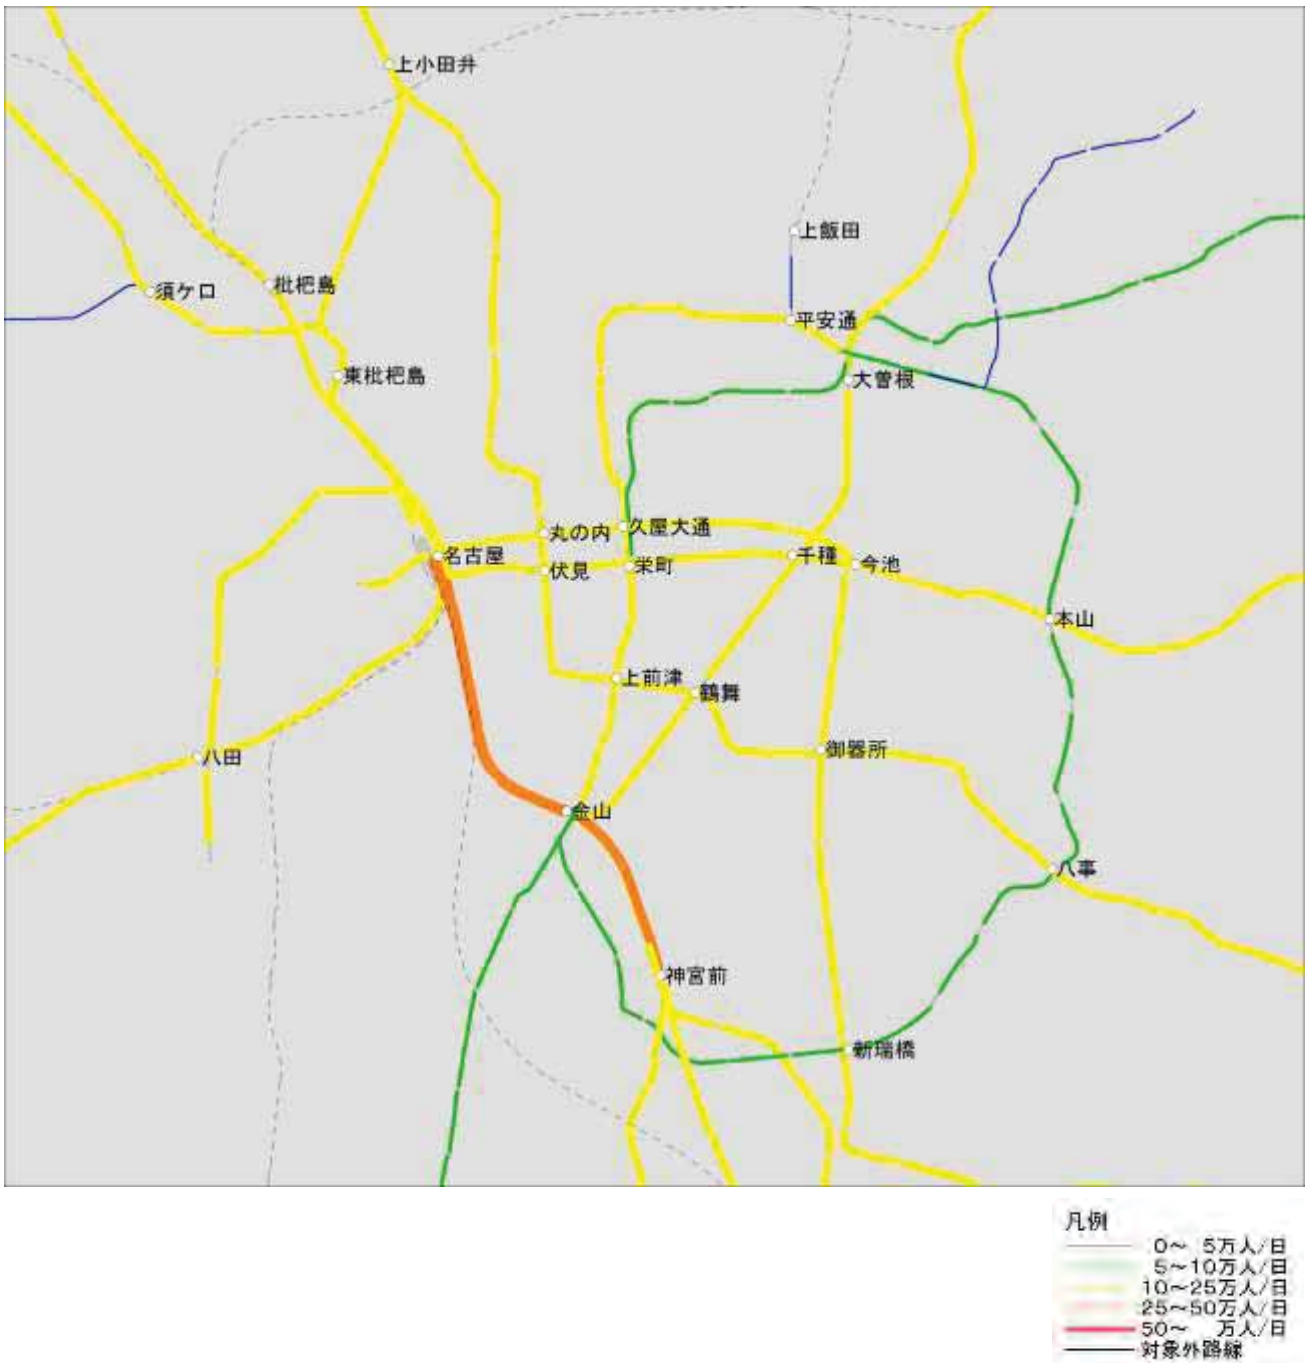 上小田井
上飯田
枇杷島
須ケ口
平安通
東枇杷島
大曽根
久屋大通
丸の内
名古屋
千種
今池
伏見
栄町
本山
上前津
鶴舞
御器所
八田
金山
八事
神宮前
新瑞橋
凡例
0～ 5万人/日
5～10万人/日
10～25万人/日
25～50万人/日
50～ 万人/日
対象外路線